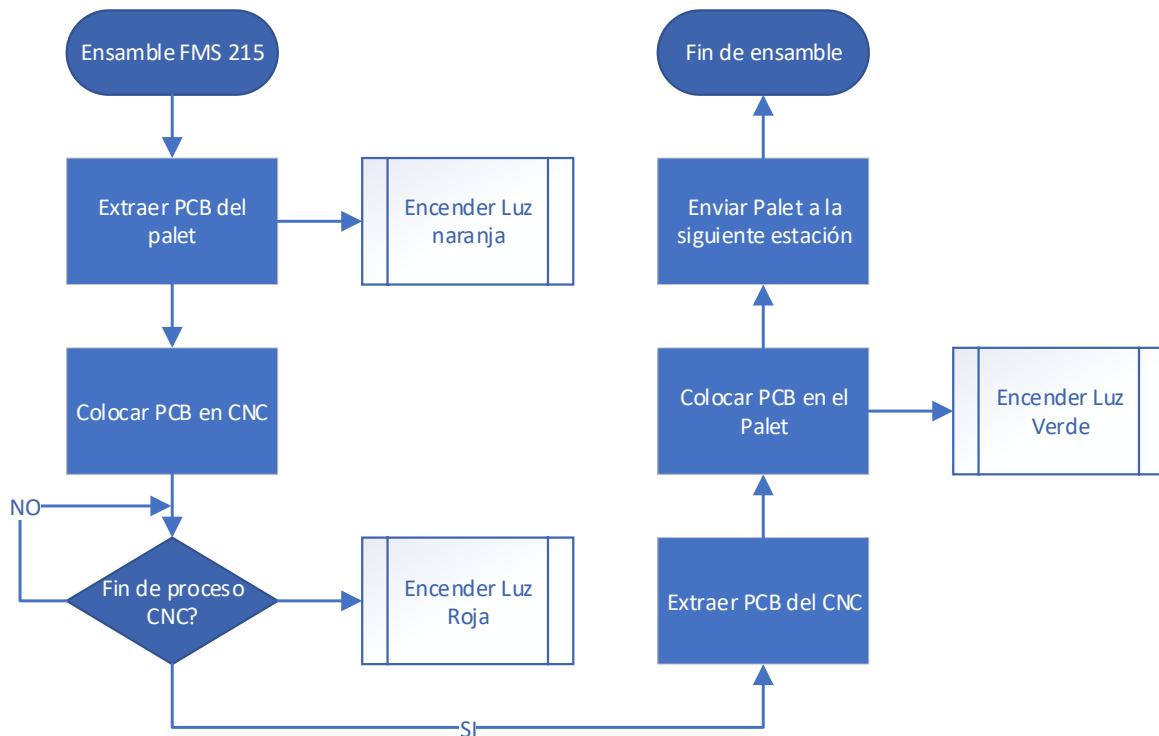 Ensamble FMS 215
Extraer PCB del
palet
Encender Luz
naranja
Colocar PCB en CNC
NO
Fin de proceso
CNC?
Encender Luz
Roja
SI
Extraer PCB del CNC
Colocar PCB en el
Palet
Encender Luz
Verde
Enviar Palet a la
siguiente estación
Fin de ensamble